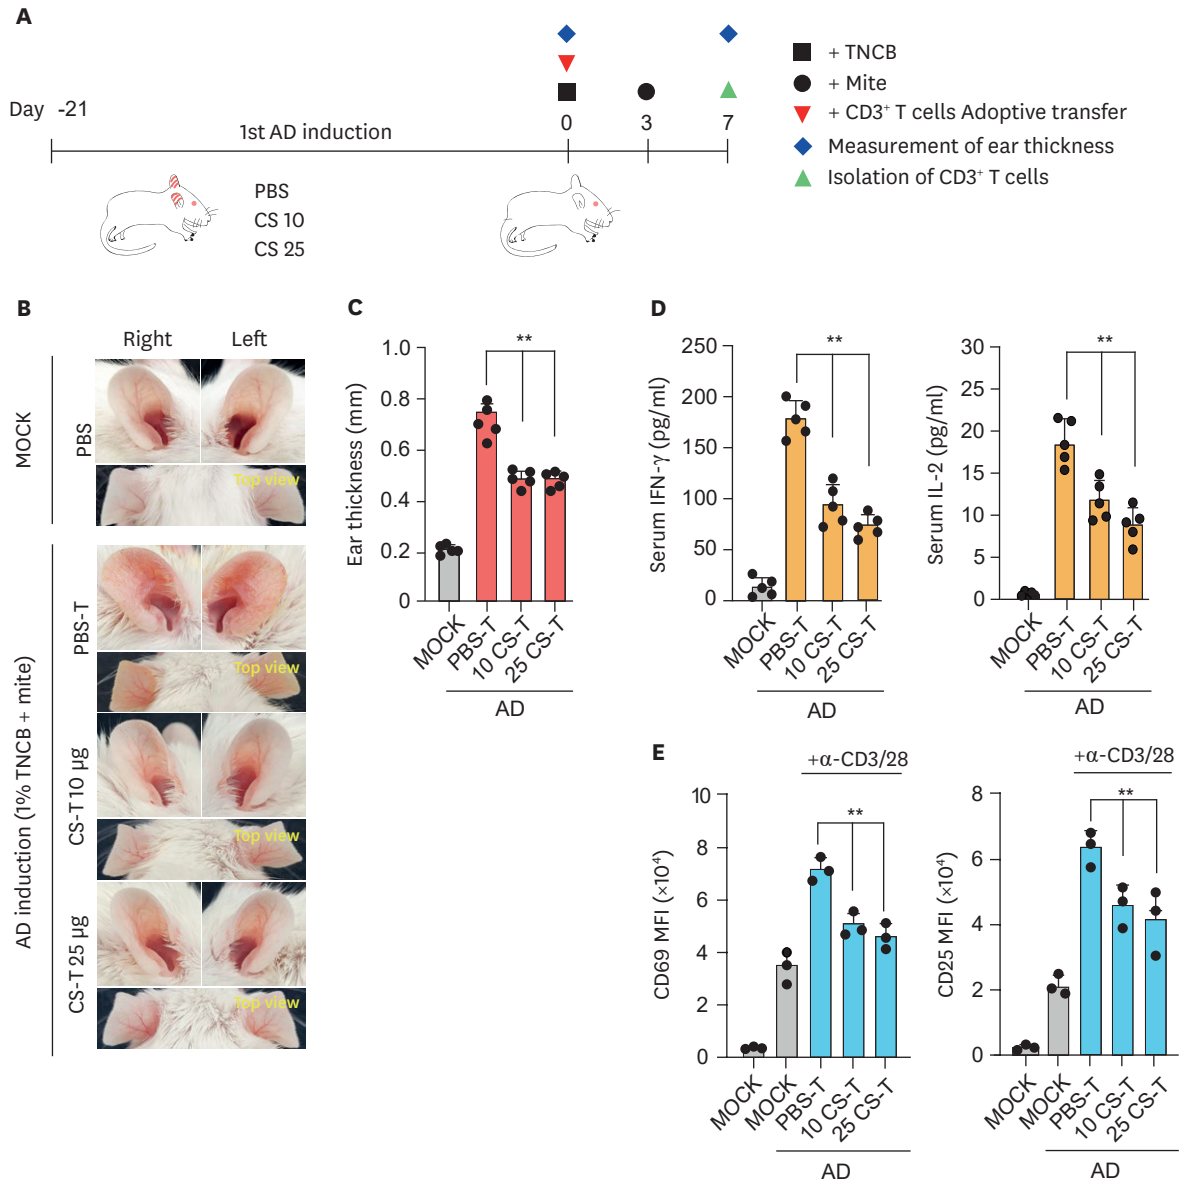 A
Day -21
1st AD induction
0
3
7
PBS
CS 10
CS 25
+ TNCB
+ Mite
+ CD3⁺ T cells Adoptive transfer
Measurement of ear thickness
Isolation of CD3⁺ T cells
B
Right Left
MOCK
PBS
Top view
AD induction (1% TNCB + mite)
PBS-T
Top view
CS-T 10 µg
Top view
CS-T 25 µg
Top view
C
Ear thickness (mm)
1.0
0.8
0.6
0.4
0.2
0
**
MOCK
PBS-T
10 CS-T
25 CS-T
AD
D
Serum IFN-γ (pg/ml)
250
200
150
100
50
0
**
MOCK
PBS-T
10 CS-T
25 CS-T
AD
Serum IL-2 (pg/ml)
30
25
20
15
10
5
0
**
MOCK
PBS-T
10 CS-T
25 CS-T
AD
E
+α-CD3/28
CD69 MFI (×10⁴)
10
8
6
4
2
0
**
MOCK
MOCK
PBS-T
10 CS-T
25 CS-T
AD
+α-CD3/28
CD25 MFI (×10⁴)
8
6
4
2
0
**
MOCK
MOCK
PBS-T
10 CS-T
25 CS-T
AD